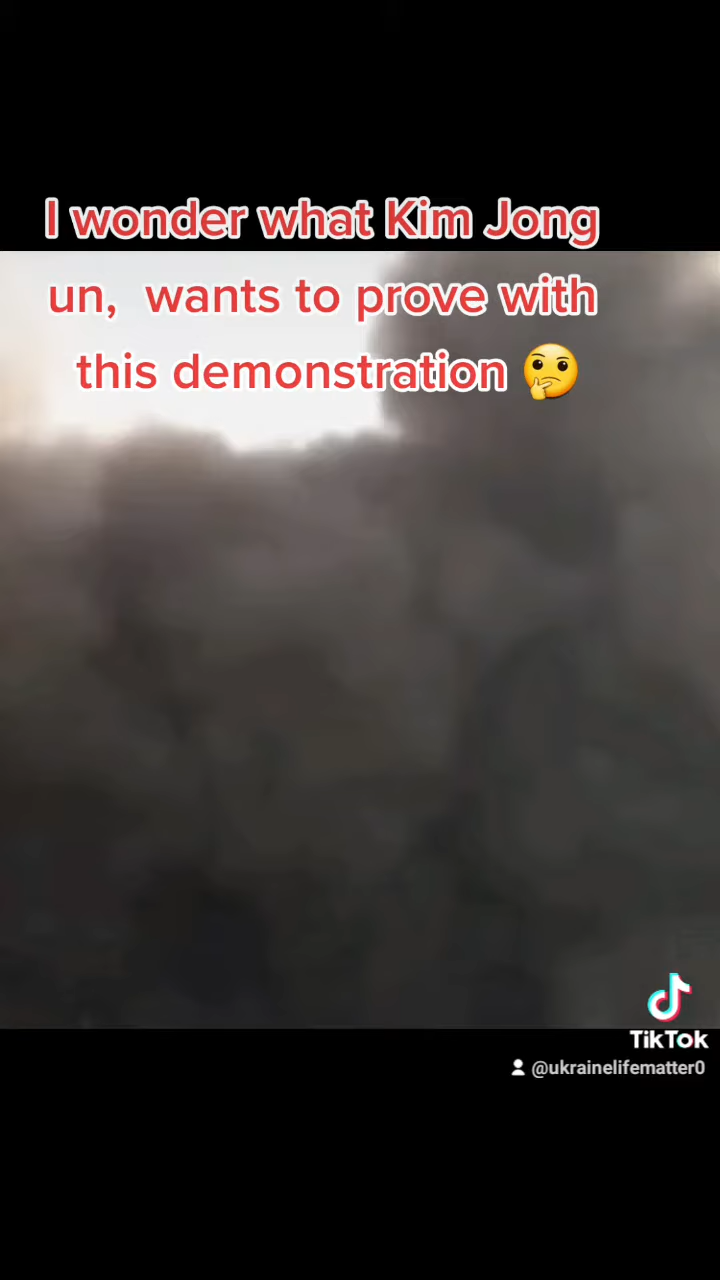 I wonder what Kim Jong
un,  wants to prove with
this demonstration 🤔
TikTok
@ukrainelifematter0